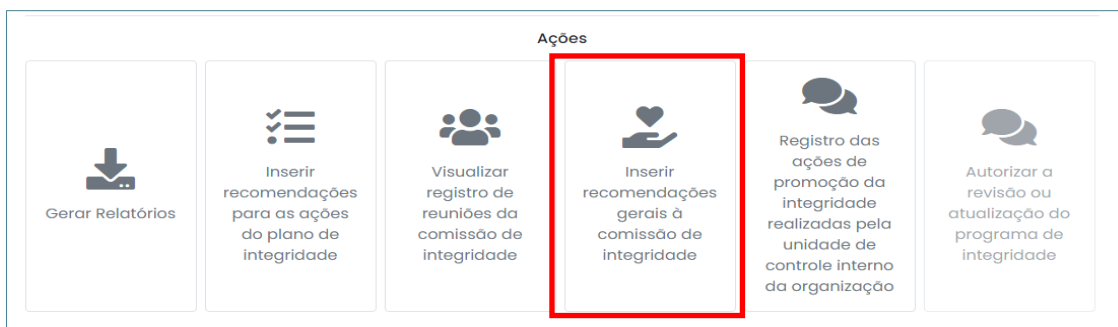 Ações
Gerar Relatórios
Inserir
recomendações
para as ações
do plano de
integridade
Visualizar
registro de
reuniões da
comissão de
integridade
Inserir
recomendações
gerais à
comissão de
integridade
Registro das
ações de
promoção da
integridade
realizadas pela
unidade de
controle interno
da organização
Autorizar a
revisão ou
atualização do
programa de
integridade